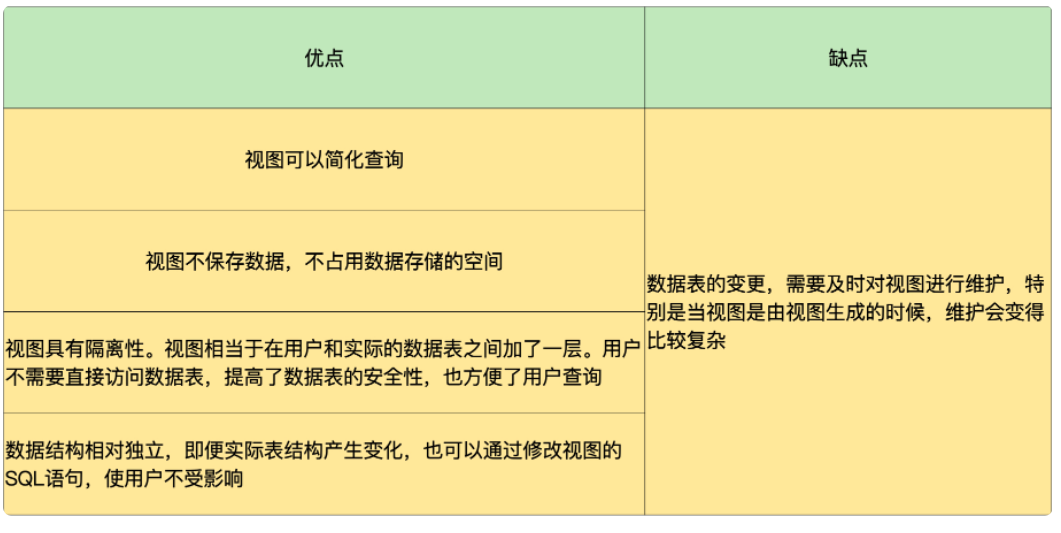 优点
缺点
视图可以简化查询
视图不保存数据，不占用数据存储的空间
视图具有隔离性。视图相当于在用户和实际的数据表之间加了一层。用户
不需要直接访问数据表，提高了数据表的安全性，也方便了用户查询
数据结构相对独立，即便实际表结构产生变化，也可以通过修改视图的
SQL语句，使用户不受影响
数据表的变更，需要及时对视图进行维护，特
别是当视图是由视图生成的时候，维护会变得
比较复杂